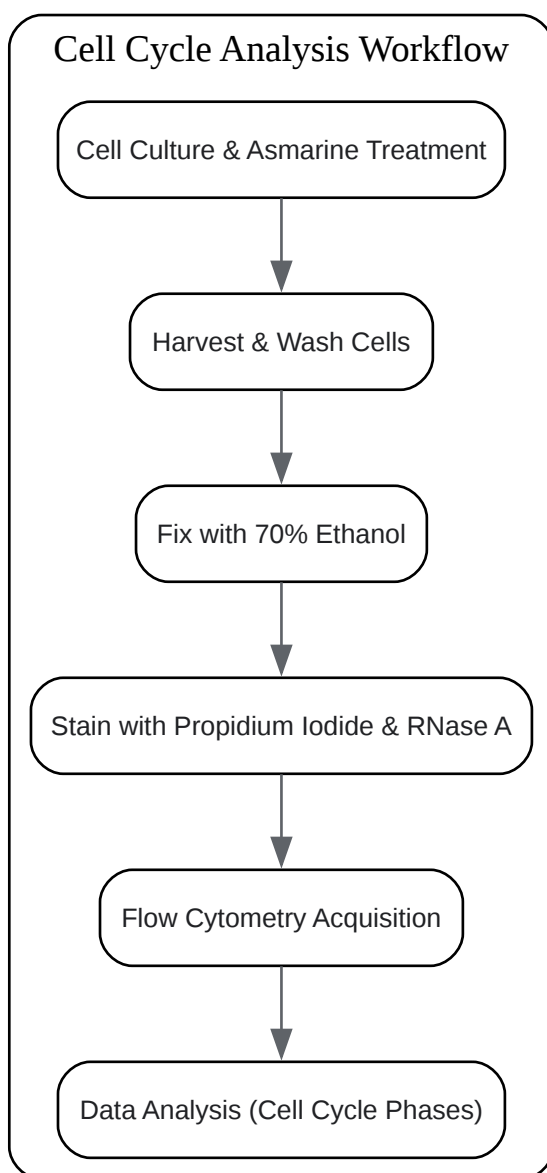 Cell Cycle Analysis Workflow
Cell Culture & Asmarine Treatment
Harvest & Wash Cells
Fix with 70% Ethanol
Stain with Propidium Iodide & RNase A
Flow Cytometry Acquisition
Data Analysis (Cell Cycle Phases)